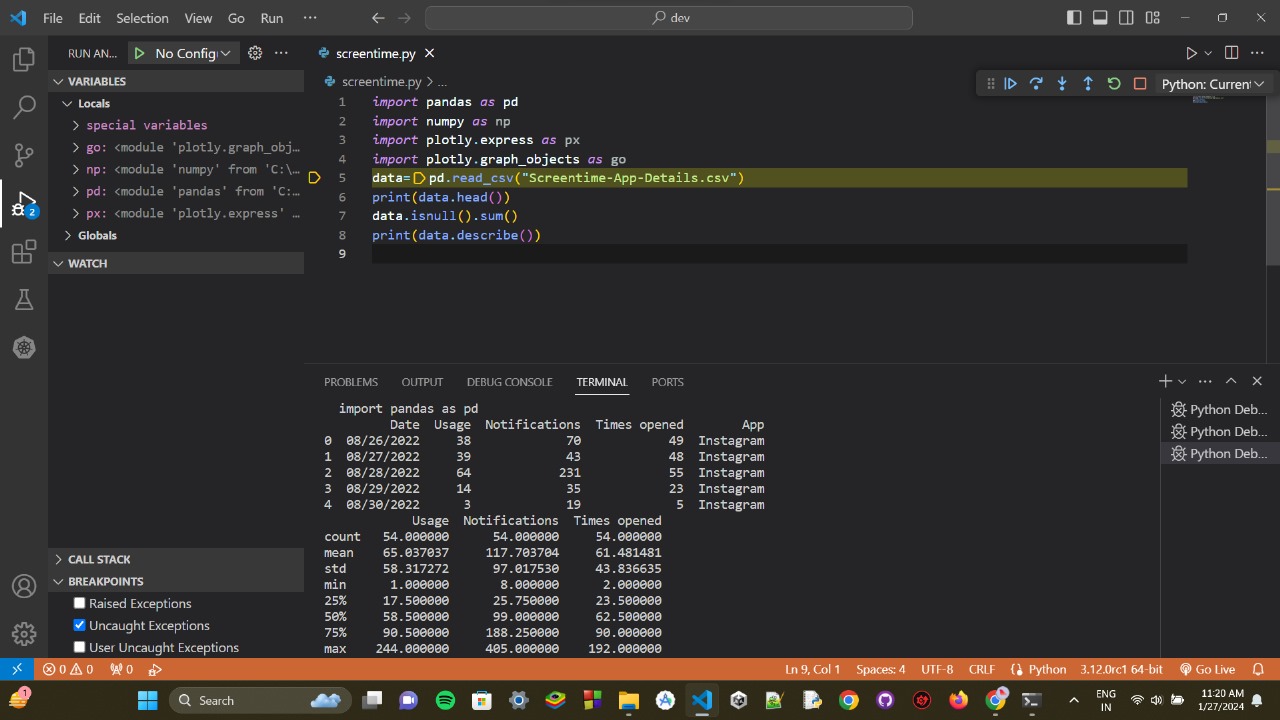 File Edit Selection View Go Run ··· dev
RUN AN... No Config
screentime.py
VARIABLES
Locals
special variables
go: <module 'plotly.graph_obj...
np: <module 'numpy' from 'C:\...
pd: <module 'pandas' from 'C:...
px: <module 'plotly.express' ...
Globals
WATCH
CALL STACK
BREAKPOINTS
Raised Exceptions
Uncaught Exceptions
User Uncaught Exceptions
2
screentime.py > ...
Python: Curren
1 import pandas as pd
2 import numpy as np
3 import plotly.express as px
4 import plotly.graph_objects as go
5 data=pd.read_csv("Screentime-App-Details.csv")
6 print(data.head())
7 data.isnull().sum()
8 print(data.describe())
9
PROBLEMS OUTPUT DEBUG CONSOLE TERMINAL PORTS
import pandas as pd
Date Usage Notifications Times opened App
0 08/26/2022 38 70 49 Instagram
1 08/27/2022 39 43 48 Instagram
2 08/28/2022 64 231 55 Instagram
3 08/29/2022 14 35 23 Instagram
4 08/30/2022 3 19 5 Instagram
Usage Notifications Times opened
count 54.000000 54.000000 54.000000
mean 65.037037 117.703704 61.481481
std 58.317272 97.017530 43.836635
min 1.000000 8.000000 2.000000
25% 17.500000 25.750000 23.500000
50% 58.500000 99.000000 62.500000
75% 90.500000 188.250000 90.000000
max 244.000000 405.000000 192.000000
Python Deb...
Python Deb...
Python Deb...
0 0 0 Ln 9, Col 1 Spaces: 4 UTF-8 CRLF Python 3.12.0rc1 64-bit Go Live
1 Search ENG 11:20 AM
IN 1/27/2024